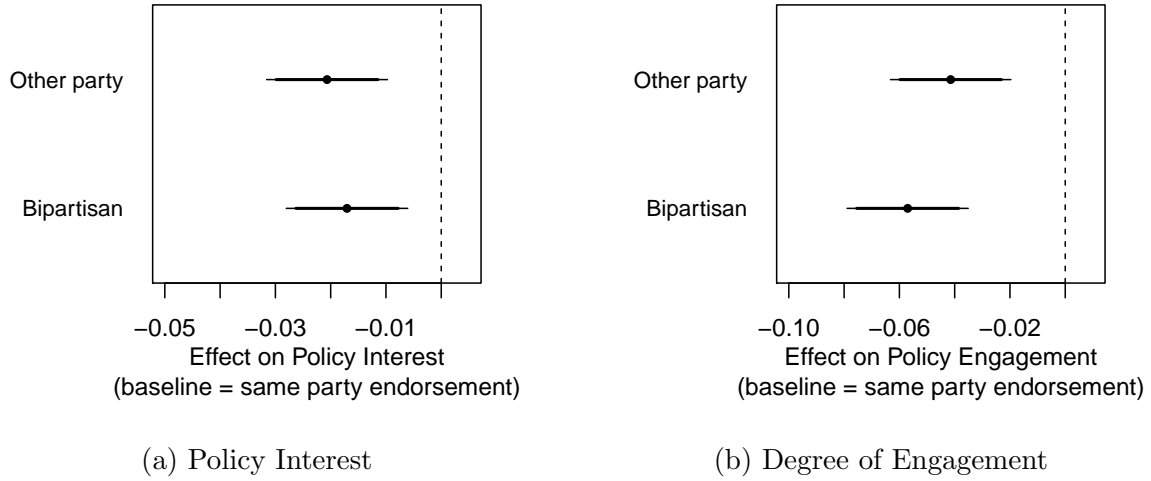 Other party
Bipartisan
−0.05 −0.03 −0.01
Effect on Policy Interest
(baseline = same party endorsement)
(a) Policy Interest
Other party
Bipartisan
−0.10 −0.06 −0.02
Effect on Policy Engagement
(baseline = same party endorsement)
(b) Degree of Engagement